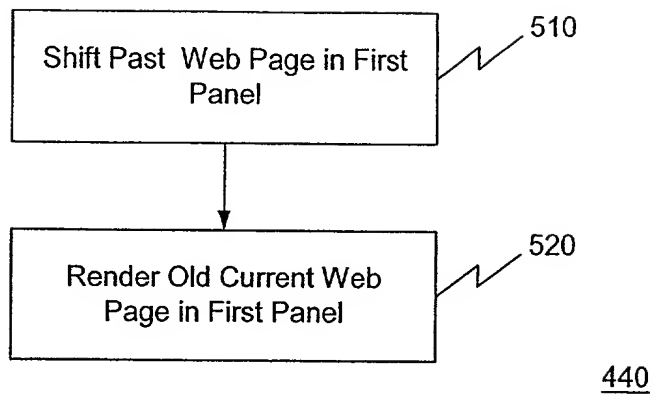 510
Shift Past Web Page in First
Panel
520
Render Old Current Web
Page in First Panel
440